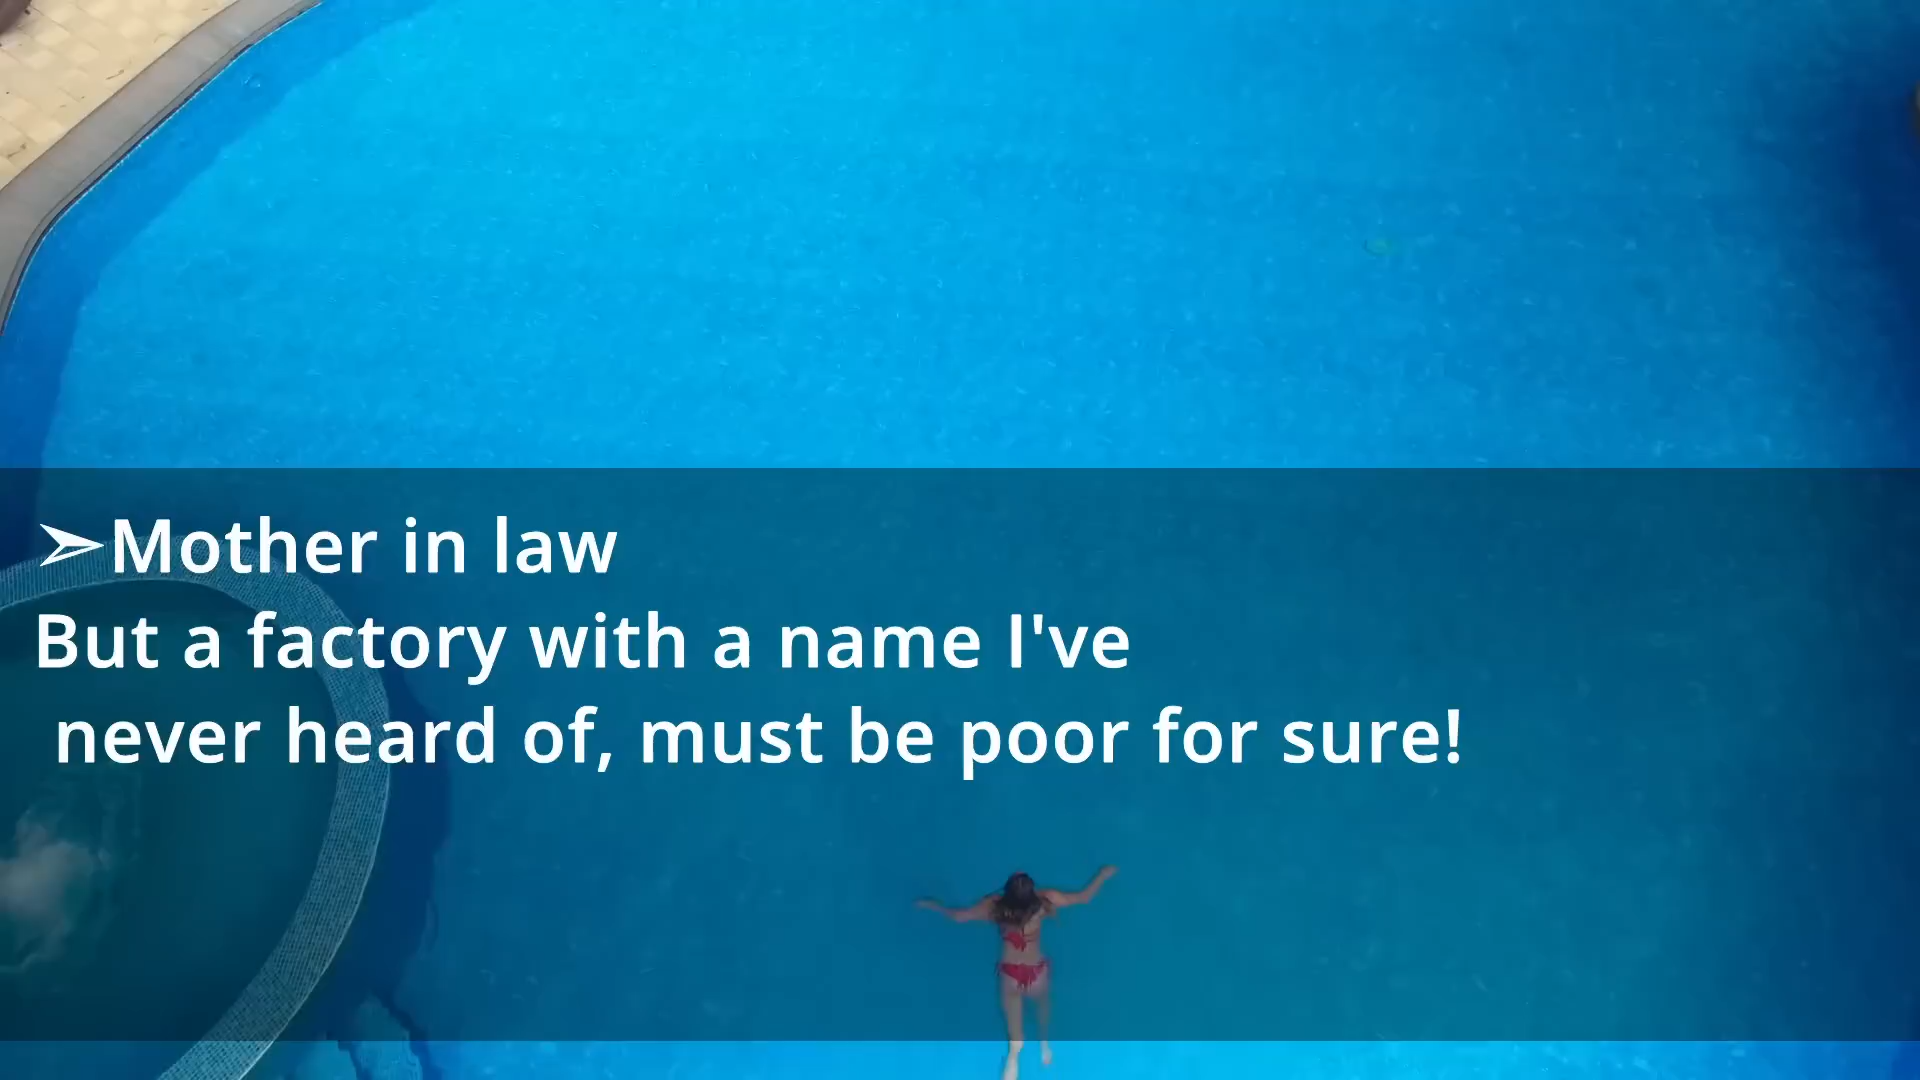 ➢Mother in law
But a factory with a name I've
never heard of, must be poor for sure!